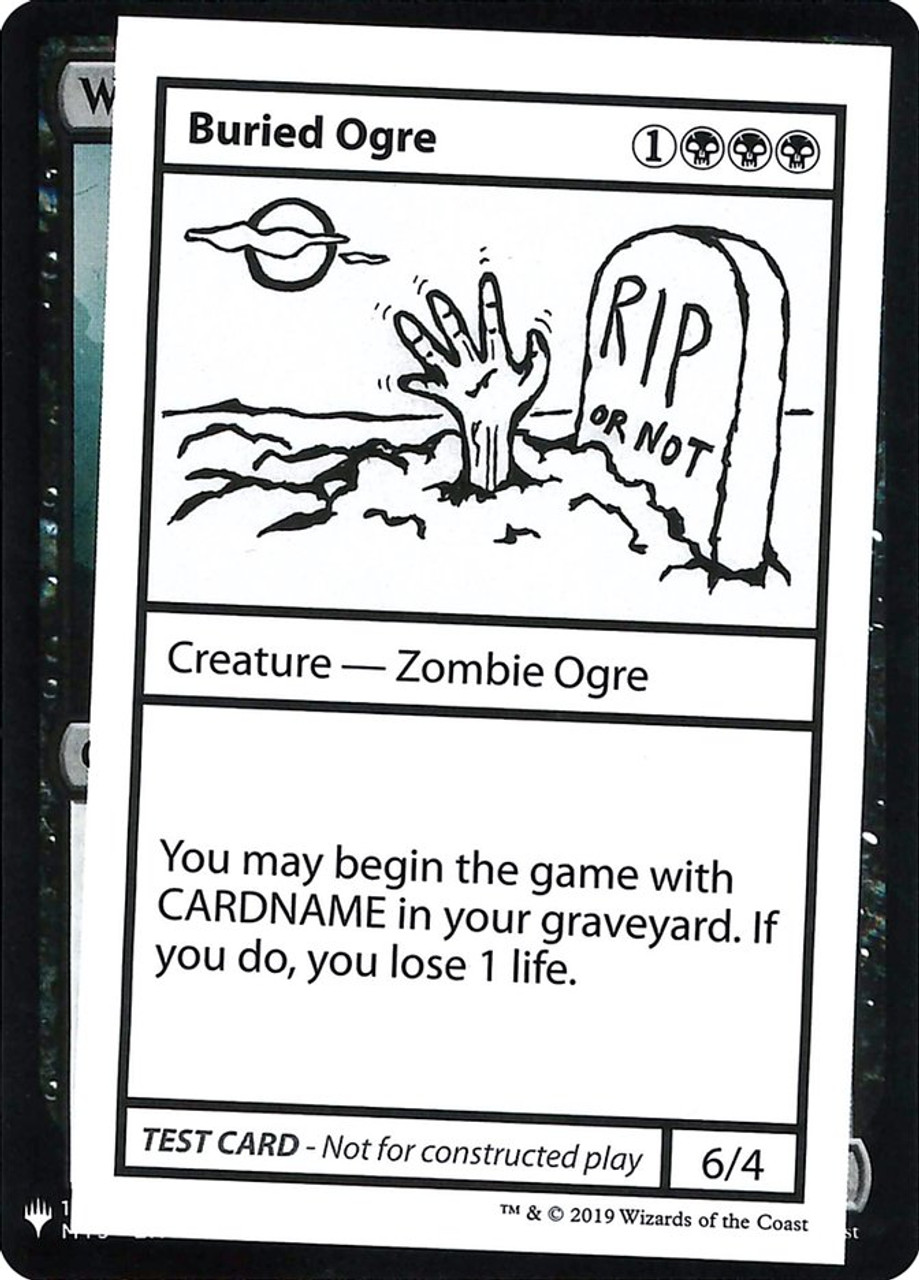 W
Buried Ogre 1
RIP
OR NOT
Creature — Zombie Ogre
You may begin the game with
CARDNAME in your graveyard. If
you do, you lose 1 life.
TEST CARD - Not for constructed play
6/4
™ & © 2019 Wizards of the Coast